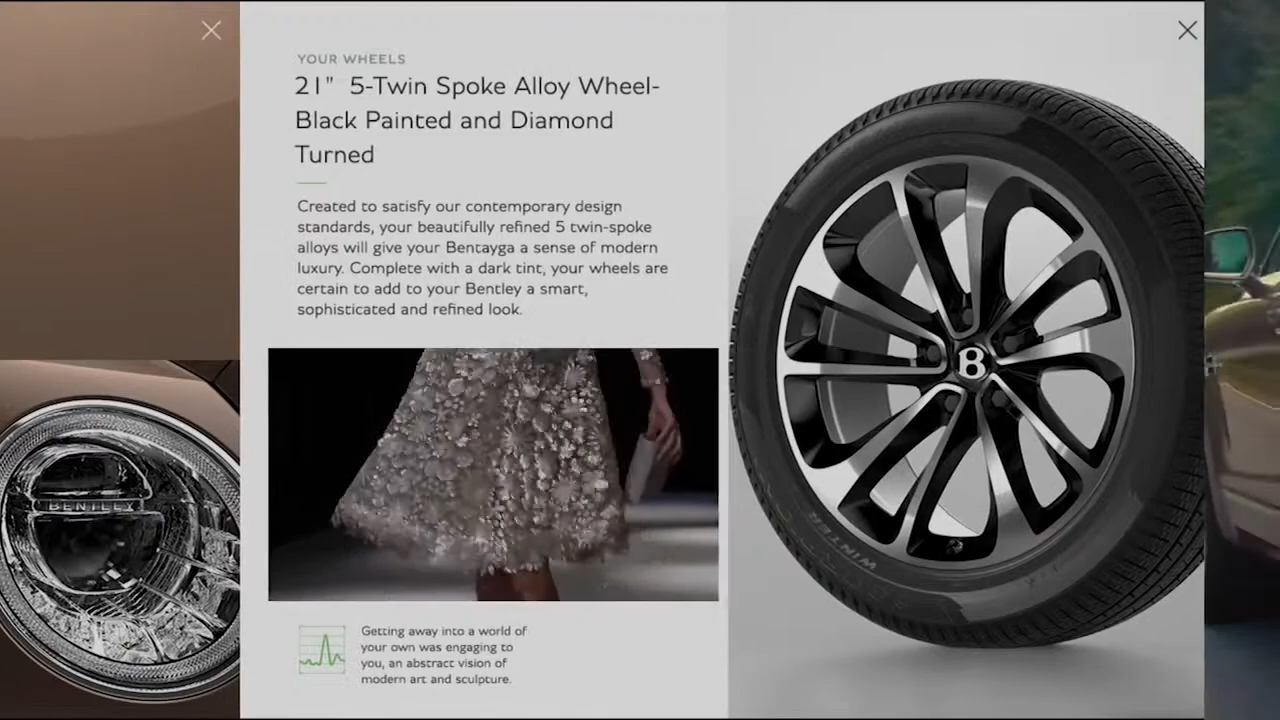 YOUR WHEELS
21" 5-Twin Spoke Alloy Wheel-
Black Painted and Diamond
Turned
Created to satisfy our contemporary design
standards, your beautifully refined 5 twin-spoke
alloys will give your Bentayga a sense of modern
luxury. Complete with a dark tint, your wheels are
certain to add to your Bentley a smart,
sophisticated and refined look.
B
BENTLEY
WINTER
Getting away into a world of
your own was engaging to
you, an abstract vision of
modern art and sculpture.